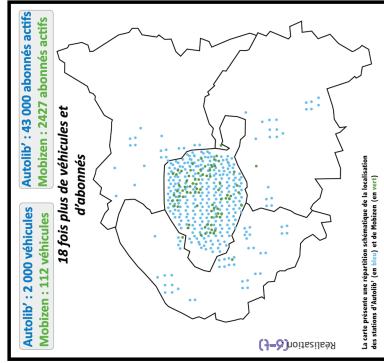 Autolib' : 2 000 véhicules
Mobizen : 112 véhicules
Autolib' : 43 000 abonnés actifs
Mobizen : 2427 abonnés actifs
18 fois plus de véhicules et
d'abonnés
Réalisation
(6-t)
La carte présente une répartition schématique de la localisation
des stations d'Autolib' (en bleu) et de Mobizen (en vert)